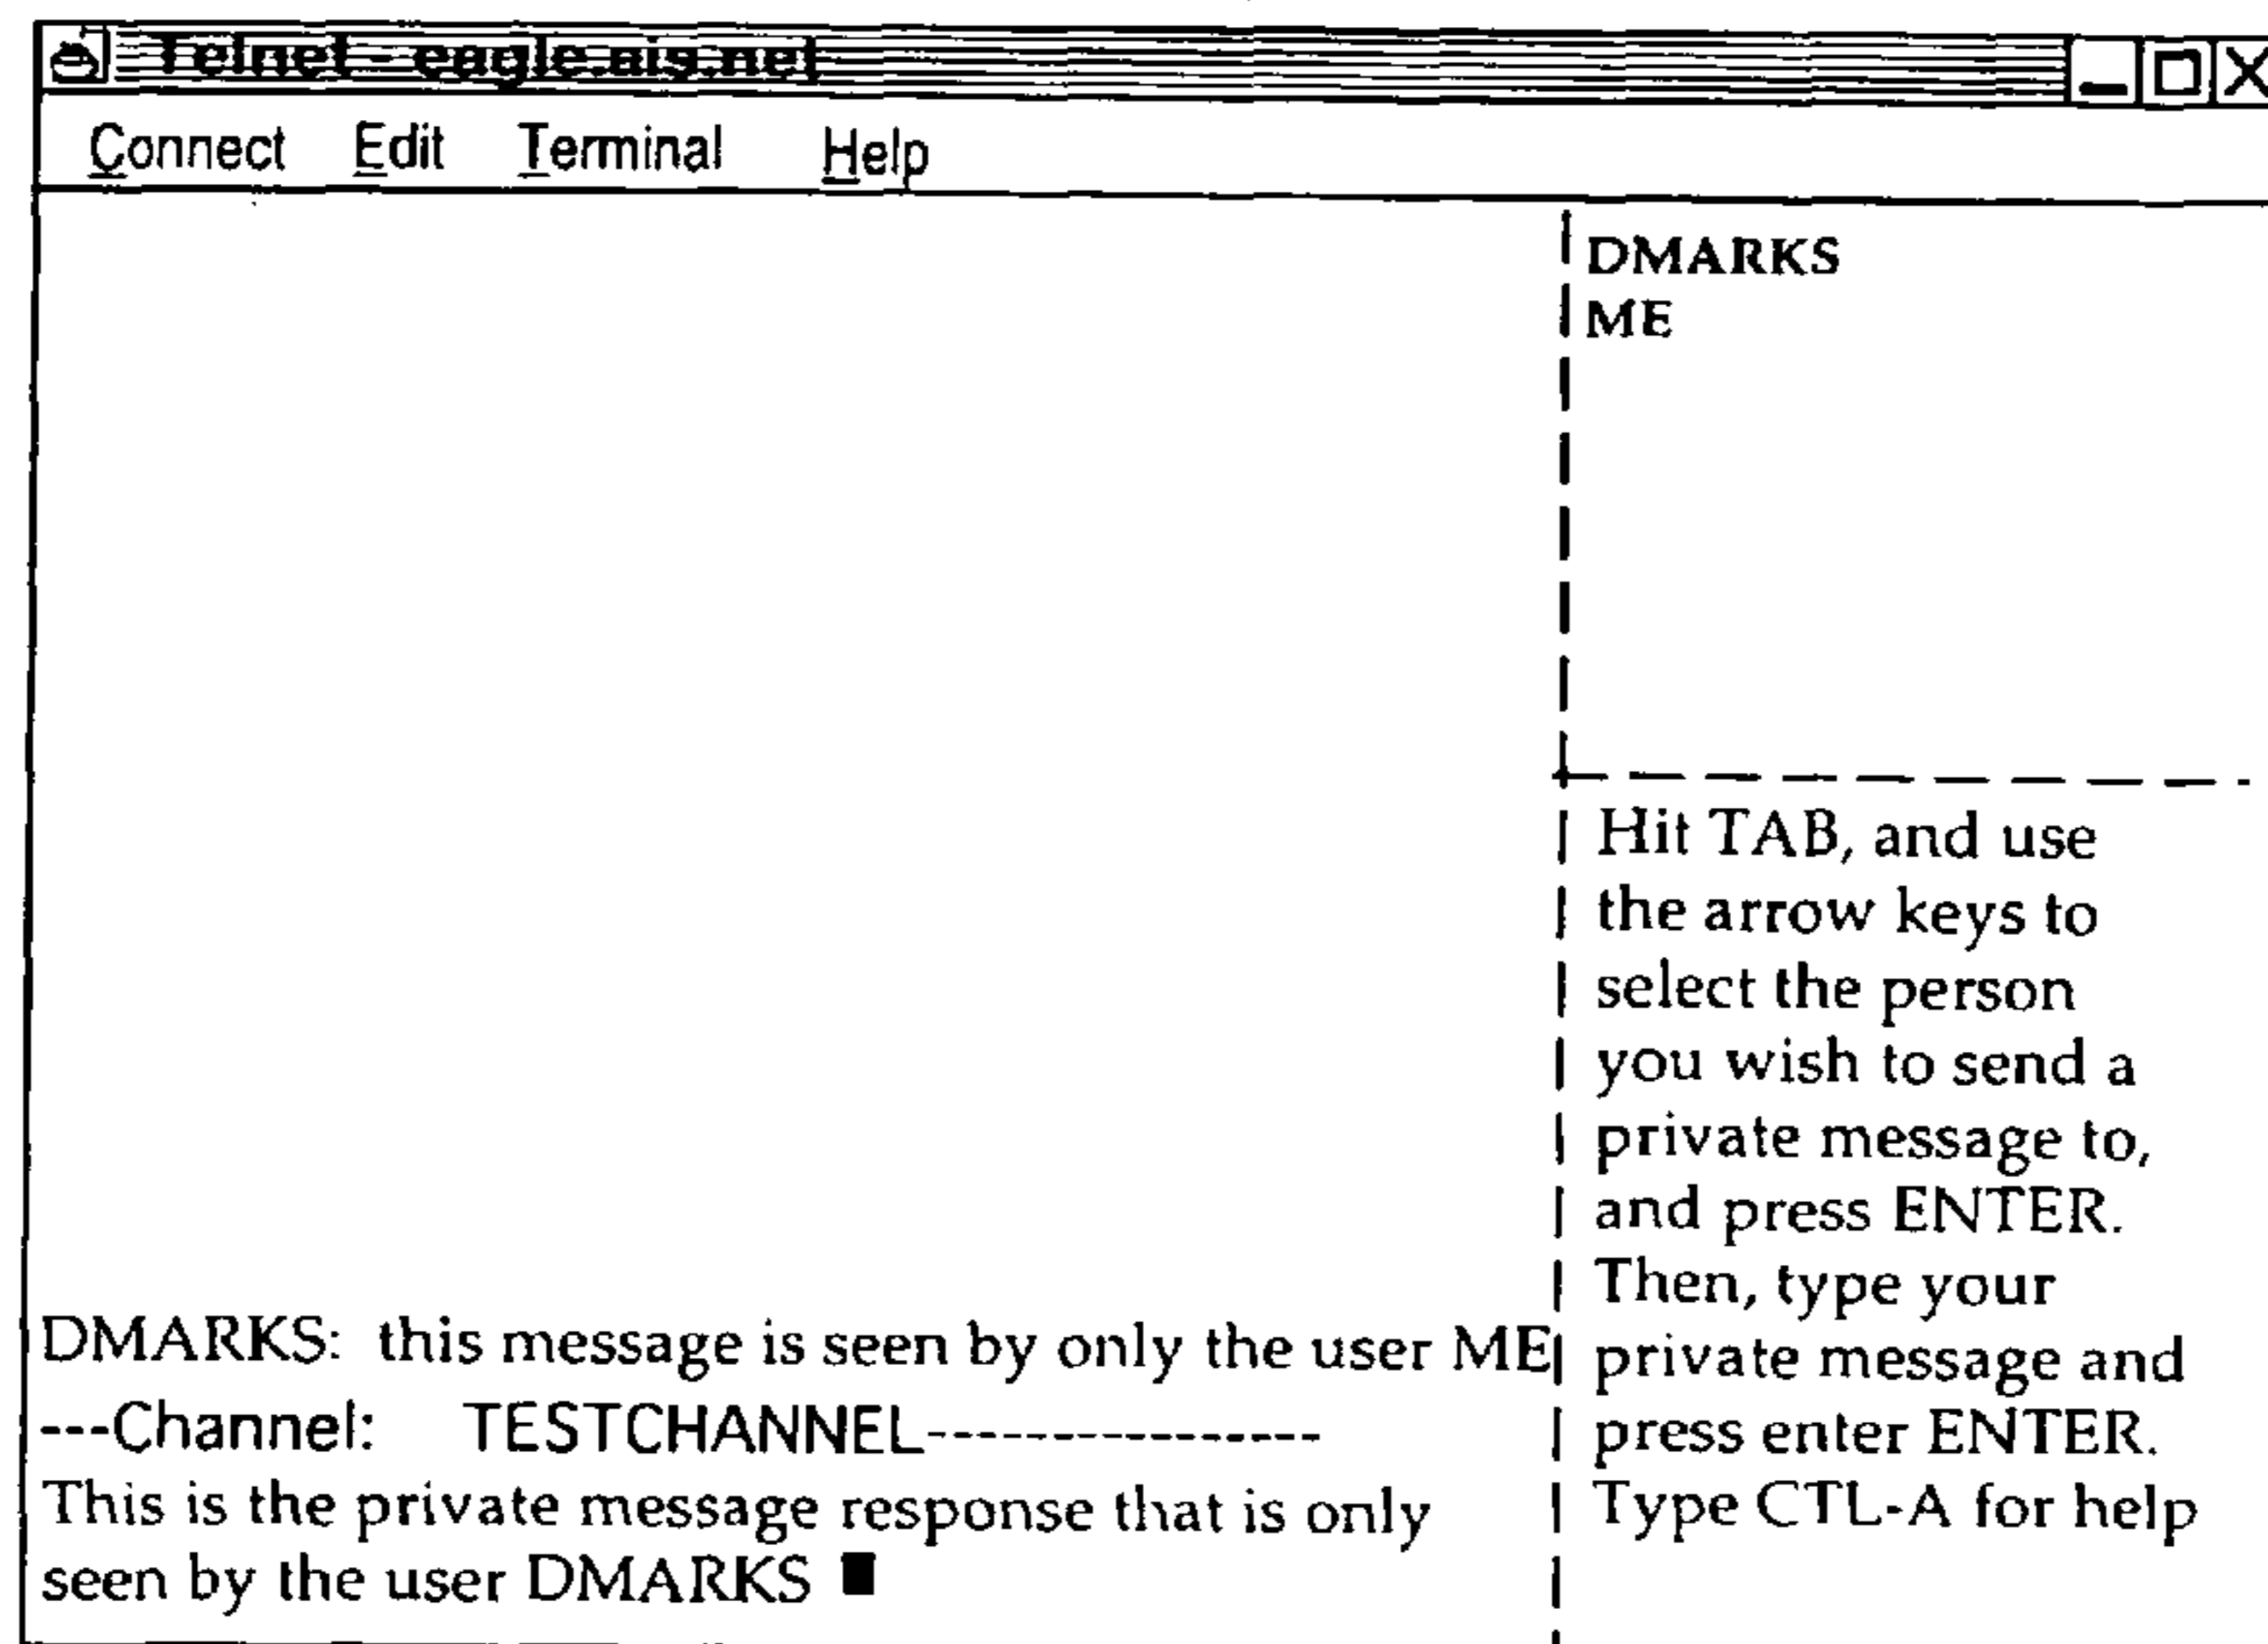 Telnet - eagle.ais.net
Connect Edit Terminal Help
DMARKS
ME
Hit TAB, and use
the arrow keys to
select the person
you wish to send a
private message to,
and press ENTER.
Then, type your
private message and
press enter ENTER.
Type CTL-A for help
DMARKS: this message is seen by only the user ME
---Channel: TESTCHANNEL----------------
This is the private message response that is only
seen by the user DMARKS